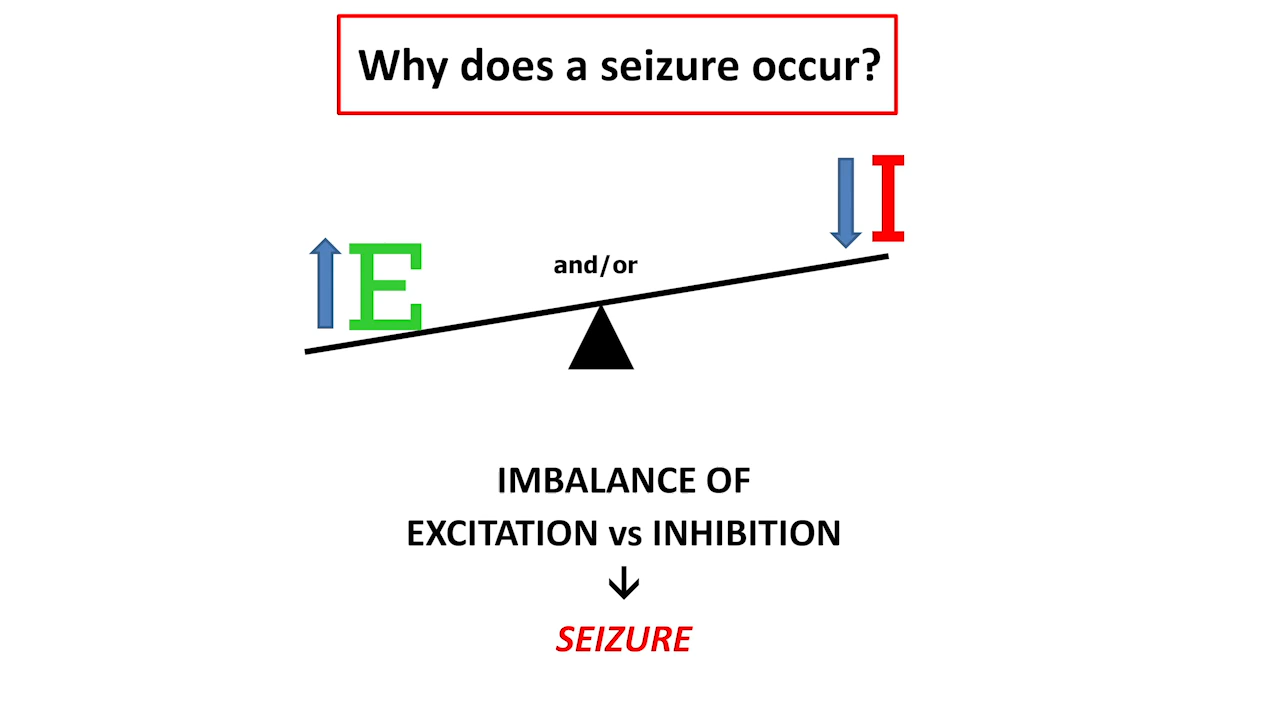 Why does a seizure occur?
I
E
and/or
IMBALANCE OF
EXCITATION vs INHIBITION
↓
SEIZURE